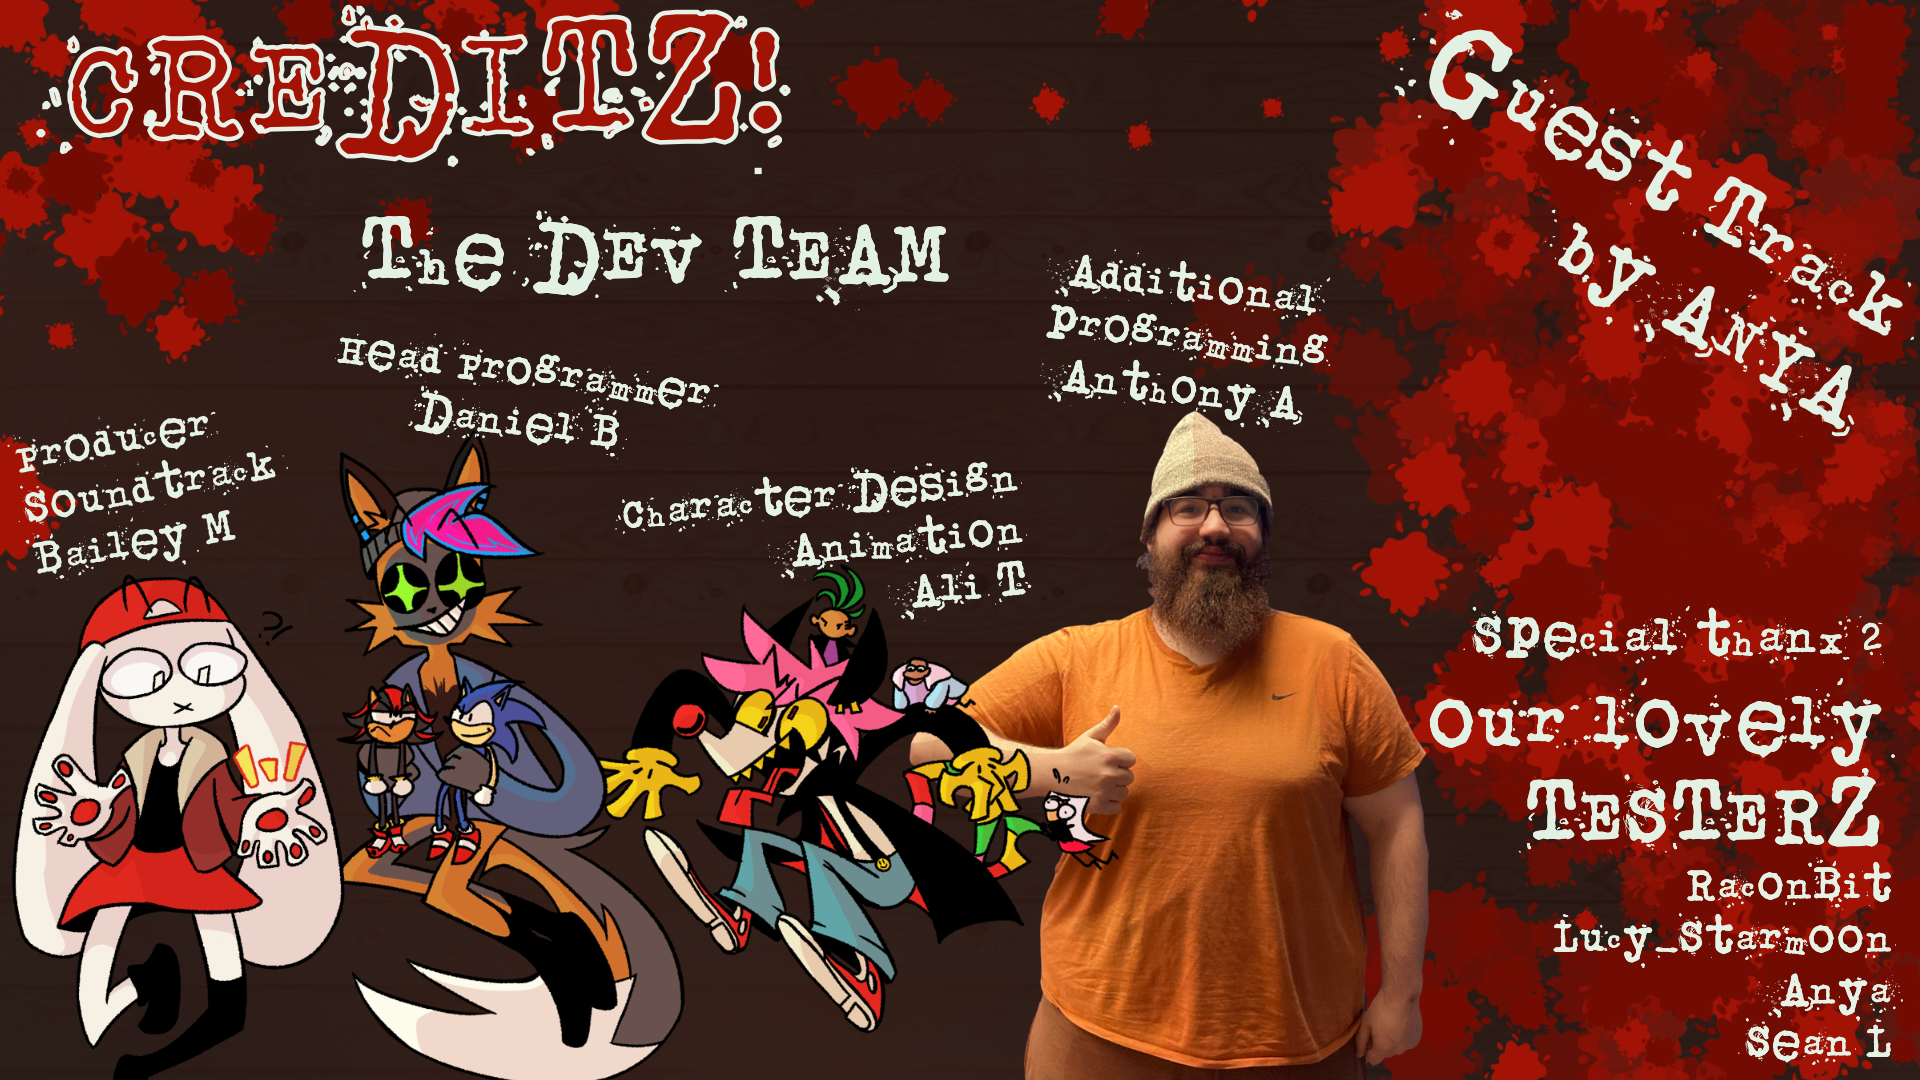 CREDITZ!
The DEv TEAM
Head Programmer
Daniel B
Producer
Soundtrack
Bailey M
Character Design
Animation
Ali T
Additional
Programming
Anthony A
Guest Track
by ANYA
Special thanx 2
our lovely
TESTERZ
RaconBit
Lucy_Starmoon
Anya
Sean L
?!